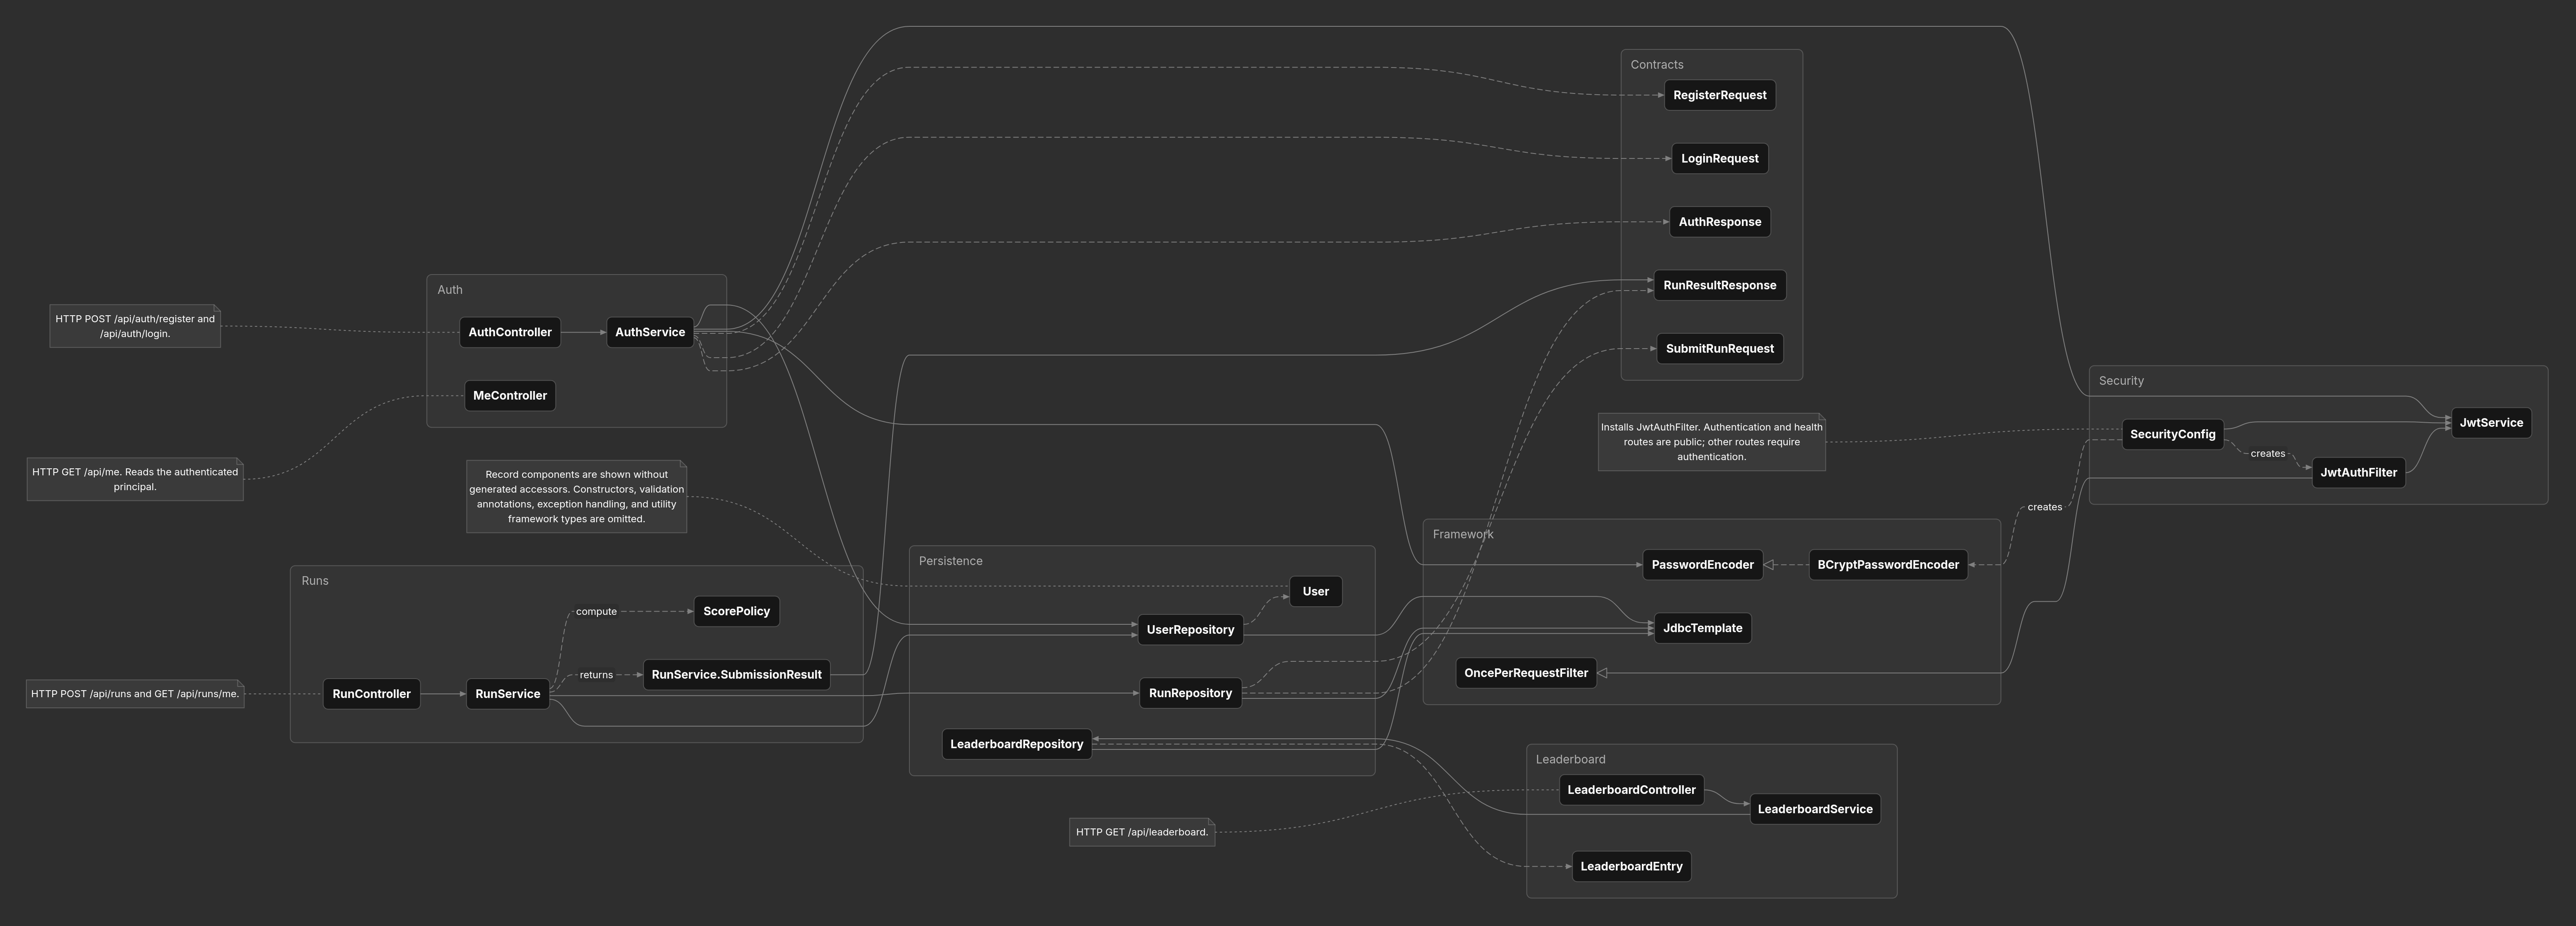 Contracts
RegisterRequest
LoginRequest
AuthResponse
RunResultResponse
SubmitRunRequest
Auth
HTTP POST /api/auth/register and
/api/auth/login.
AuthController
AuthService
MeController
HTTP GET /api/me. Reads the authenticated
principal.
Record components are shown without
generated accessors. Constructors, validation
annotations, exception handling, and utility
framework types are omitted.
Installs JwtAuthFilter. Authentication and health
routes are public; other routes require
authentication.
Security
SecurityConfig
creates
JwtService
JwtAuthFilter
creates
Framework
PasswordEncoder
BCryptPasswordEncoder
JdbcTemplate
OncePerRequestFilter
Persistence
User
UserRepository
RunRepository
LeaderboardRepository
Runs
compute
ScorePolicy
returns
RunService.SubmissionResult
HTTP POST /api/runs and GET /api/runs/me.
RunController
RunService
Leaderboard
LeaderboardController
LeaderboardService
HTTP GET /api/leaderboard.
LeaderboardEntry